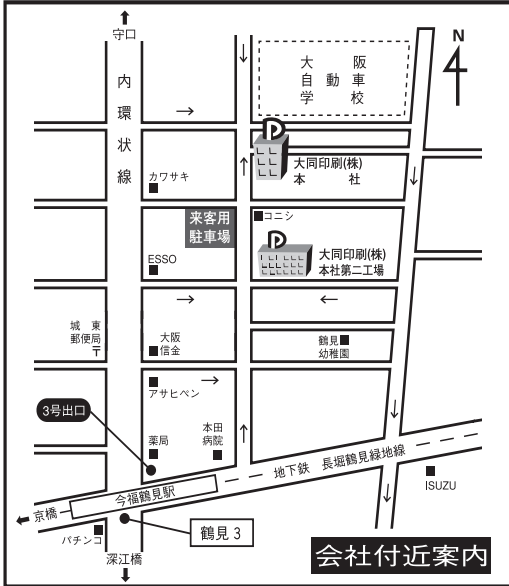 守口
N
内環状線
大阪
自動車
学校
大同印刷(株)
本社
カワサキ
来客用
駐車場
コニシ
大同印刷(株)
本社第二工場
ESSO
城東
郵便局
〒
大阪
信金
鶴見
幼稚園
アサヒペン
3号出口
薬局
本田
病院
地下鉄 長堀鶴見緑地線
ISUZU
今福鶴見駅
京橋
パチンコ
鶴見3
深江橋
会社付近案内